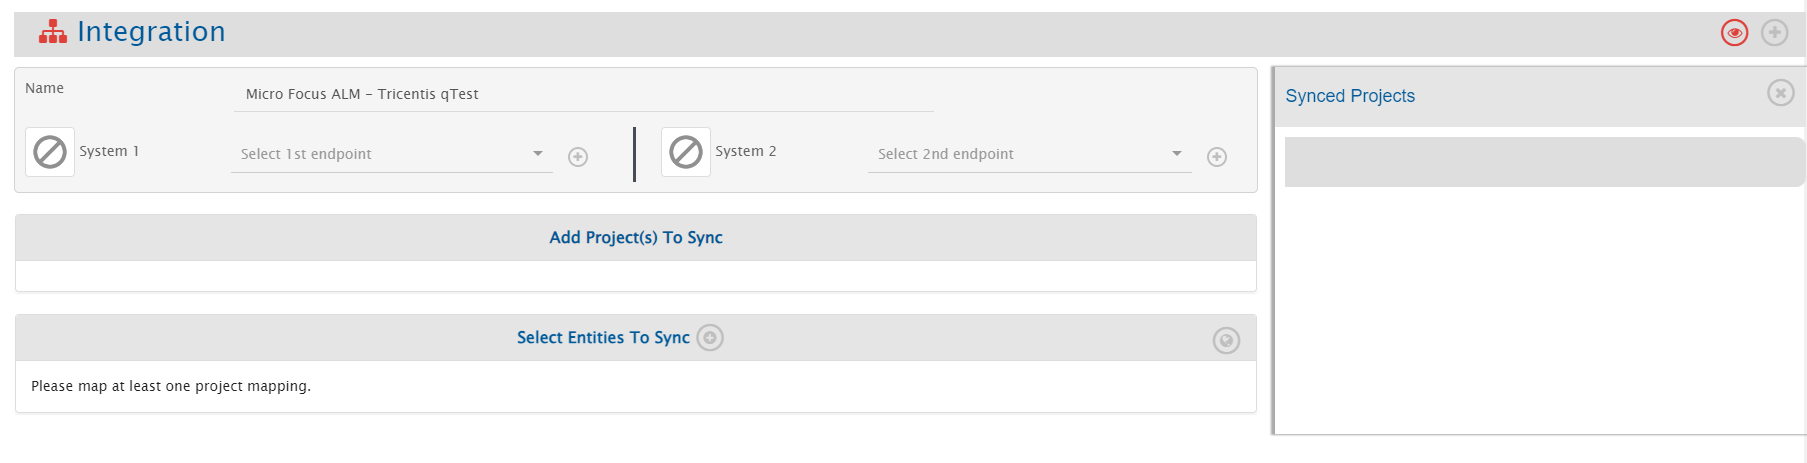 Integration
Name
Micro Focus ALM – Tricentis qTest
System 1
Select 1st endpoint
System 2
Select 2nd endpoint
Add Project(s) To Sync
Select Entities To Sync
Please map at least one project mapping.
Synced Projects